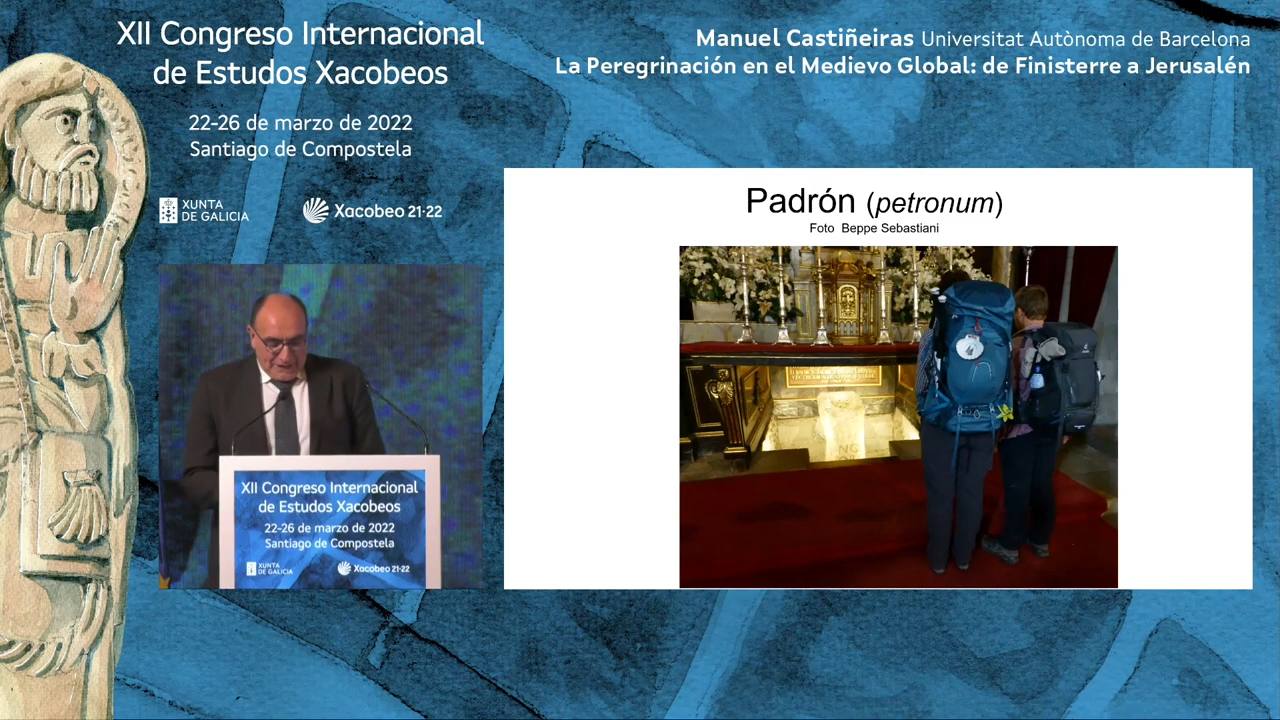 XII Congreso Internacional
de Estudos Xacobeos
22-26 de marzo de 2022
Santiago de Compostela
XUNTA
DE GALICIA
Xacobeo 21·22
Manuel Castiñeiras Universitat Autònoma de Barcelona
La Peregrinación en el Medievo Global: de Finisterre a Jerusalén
Padrón (petronum)
Foto Beppe Sebastiani
XII Congreso Internacional
de Estudos Xacobeos
22-26 de marzo de 2022
Santiago de Compostela
XUNTA
DE GALICIA
Xacobeo 21·22